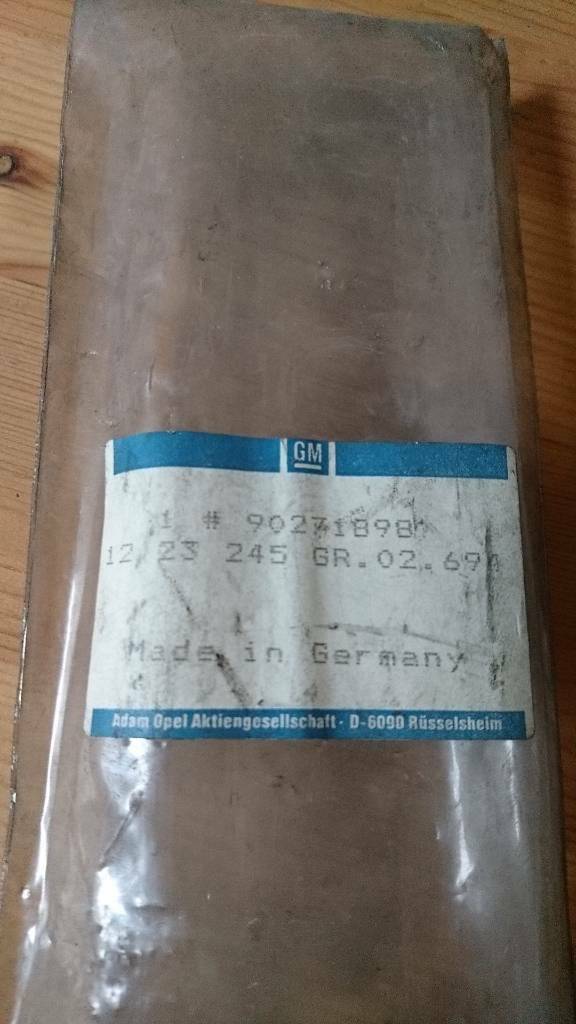 GM
1 # 90271898
12 23 245 GR.02.69
Made in Germany
Adam Opel Aktiengesellschaft · D-6090 Rüsselsheim